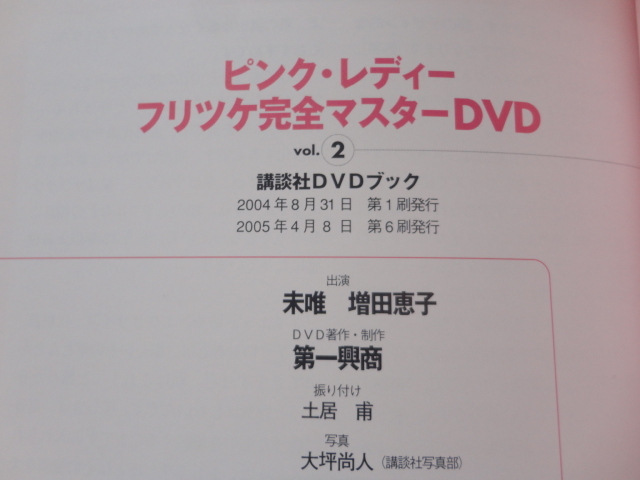 ピンク・レディー
フリツケ完全マスターDVD
vol. 2
講談社DVDブック
2004年8月31日 第1刷発行
2005年4月8日 第6刷発行
出演
未唯 増田恵子
DVD著作・制作
第一興商
振り付け
土居 甫
写真
大坪尚人（講談社写真部）